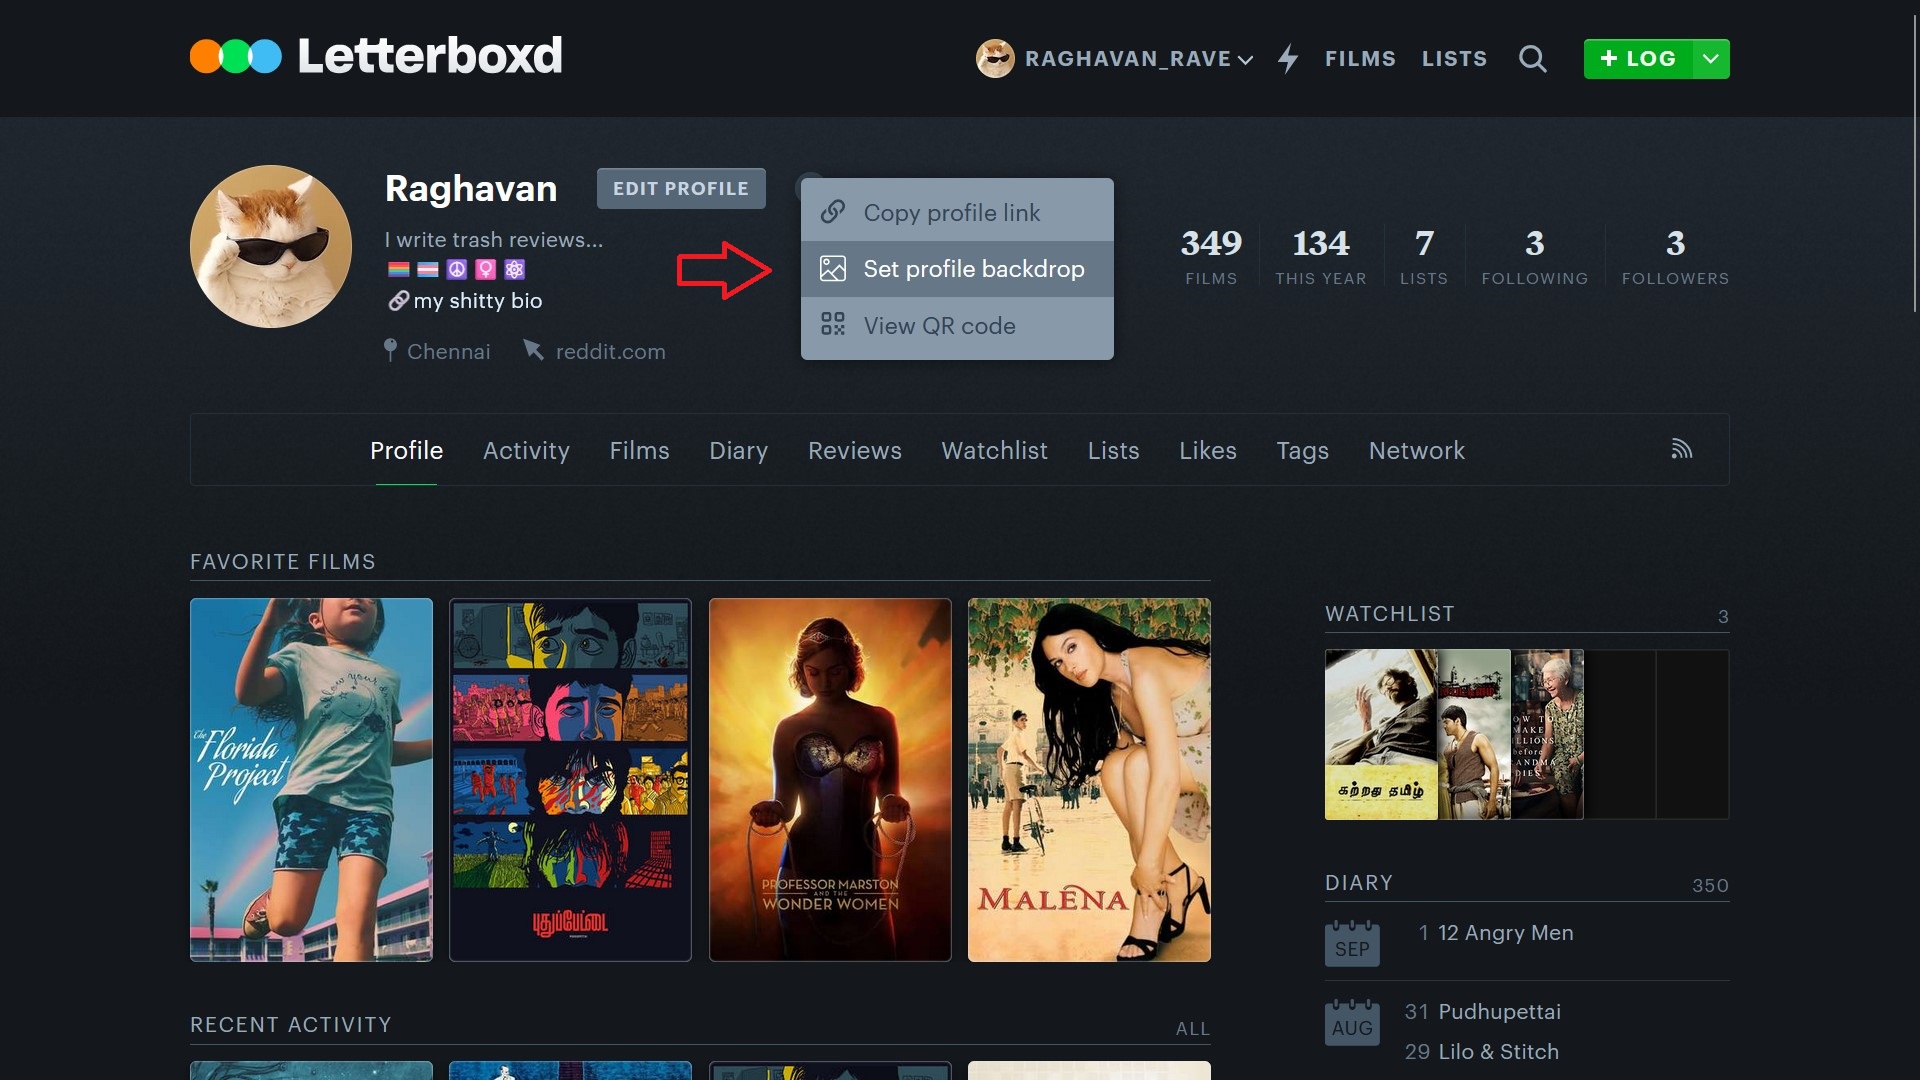 Letterboxd
RAGHAVAN_RAVE
FILMS
LISTS
+ LOG
Raghavan
EDIT PROFILE
I write trash reviews...
🏳️‍🌈 🏳️‍⚧️ ☮️ ♀️ ⚛️
🔗 my shitty bio
Chennai
reddit.com
Copy profile link
Set profile backdrop
View QR code
349 FILMS
134 THIS YEAR
7 LISTS
3 FOLLOWING
3 FOLLOWERS
Profile Activity Films Diary Reviews Watchlist Lists Likes Tags Network
FAVORITE FILMS
The
Florida
Project
புதுப்பேட்டை
PROFESSOR MARSTON
AND THE
WONDER WOMEN
MALÈNA
WATCHLIST 3
கற்றது தமிழ்
MAKE
before
DIES
DIARY 350
SEP
1 12 Angry Men
AUG
31 Pudhupettai
29 Lilo & Stitch
RECENT ACTIVITY
ALL